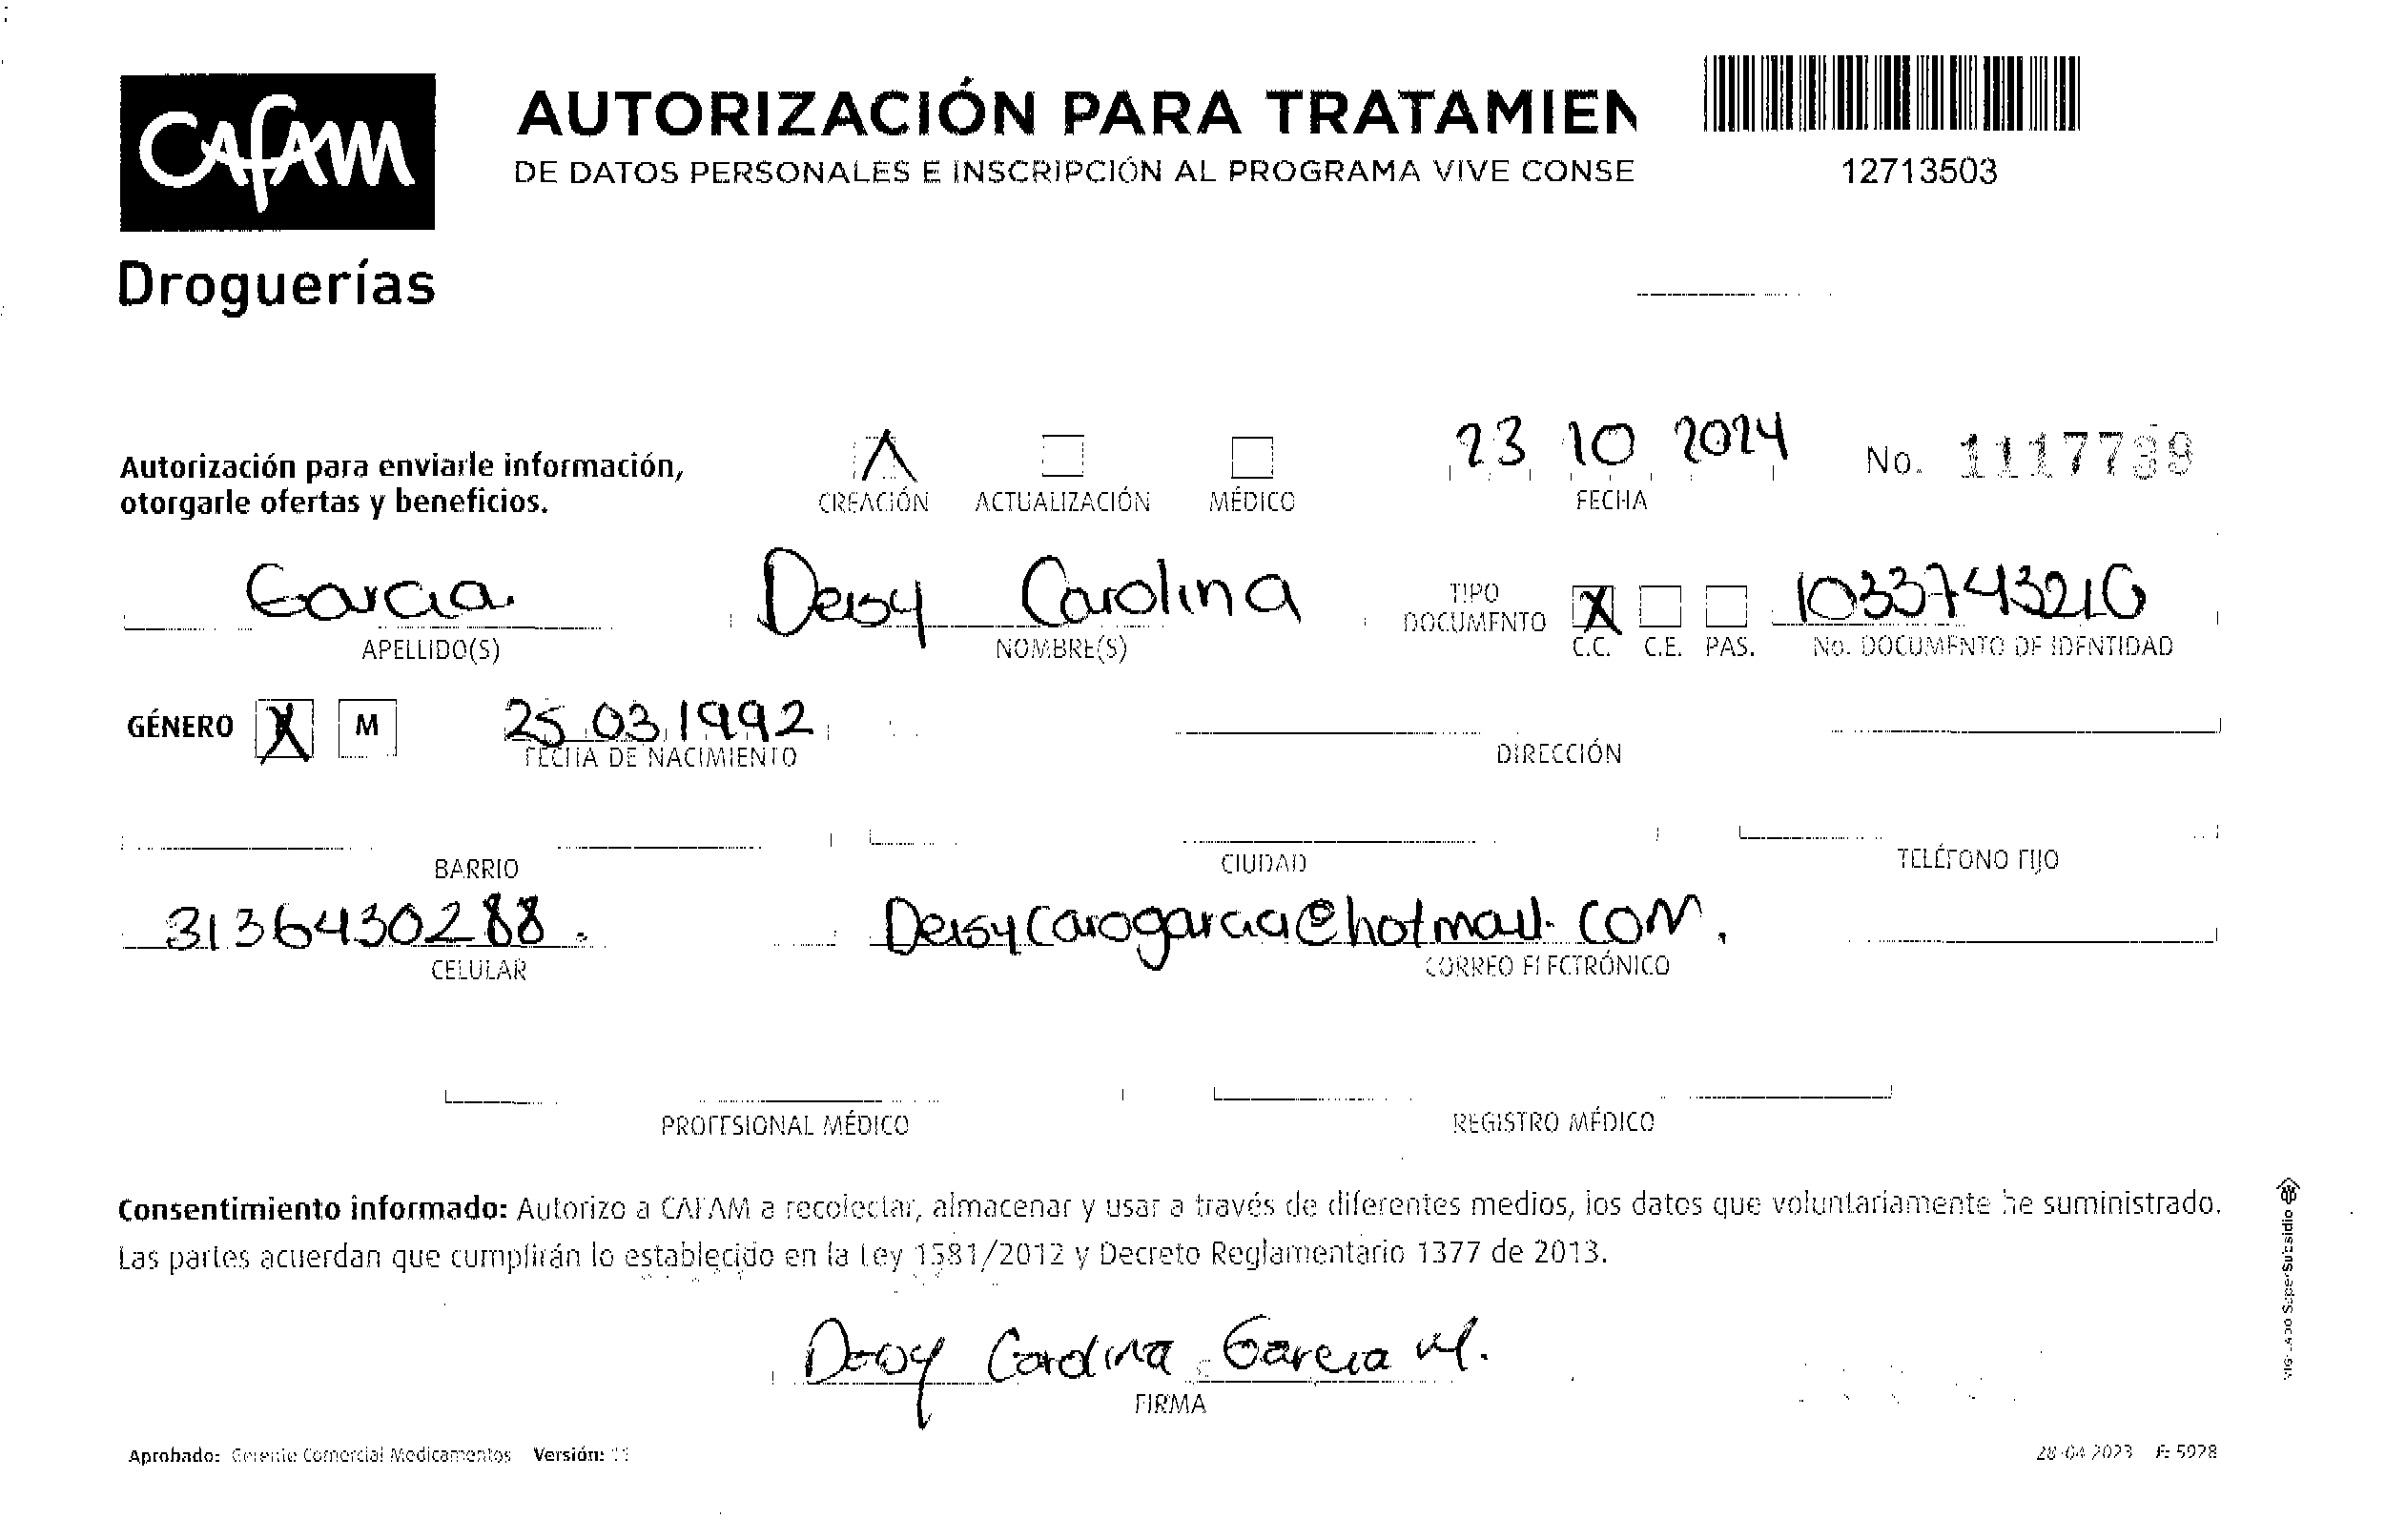 CAFAM
Droguerías
AUTORIZACIÓN PARA TRATAMIEN
DE DATOS PERSONALES E INSCRIPCIÓN AL PROGRAMA VIVE CONSE
12713503
Autorización para enviarle información,
otorgarle ofertas y beneficios.
CREACIÓN ACTUALIZACIÓN MÉDICO
23 10 2024
FECHA
No. 1117739
Garcia Deisy Carolina
APELLIDO(S) NOMBRE(S)
TIPO
DOCUMENTO
X
C.C. C.E. PAS.
1033743216
No. DOCUMENTO DE IDENTIDAD
GÉNERO X M
25 03 1992
FECHA DE NACIMIENTO
DIRECCIÓN
BARRIO CIUDAD TELÉFONO FIJO
3136430288. Deisycarogarcia@hotmail.com.
CELULAR CORREO ELECTRÓNICO
PROFESIONAL MÉDICO REGISTRO MÉDICO
Consentimiento informado: Autorizo a CAFAM a recolectar, almacenar y usar a través de diferentes medios, los datos que voluntariamente he suministrado.
Las partes acuerdan que cumplirán lo establecido en la Ley 1581/2012 y Decreto Reglamentario 1377 de 2013.
Deisy Carolina Garcia M.
FIRMA
Aprobado: Gerente Comercial Medicamentos Versión: 11
28-04-2023 F: 5978
VIGILADO SuperSubsidio